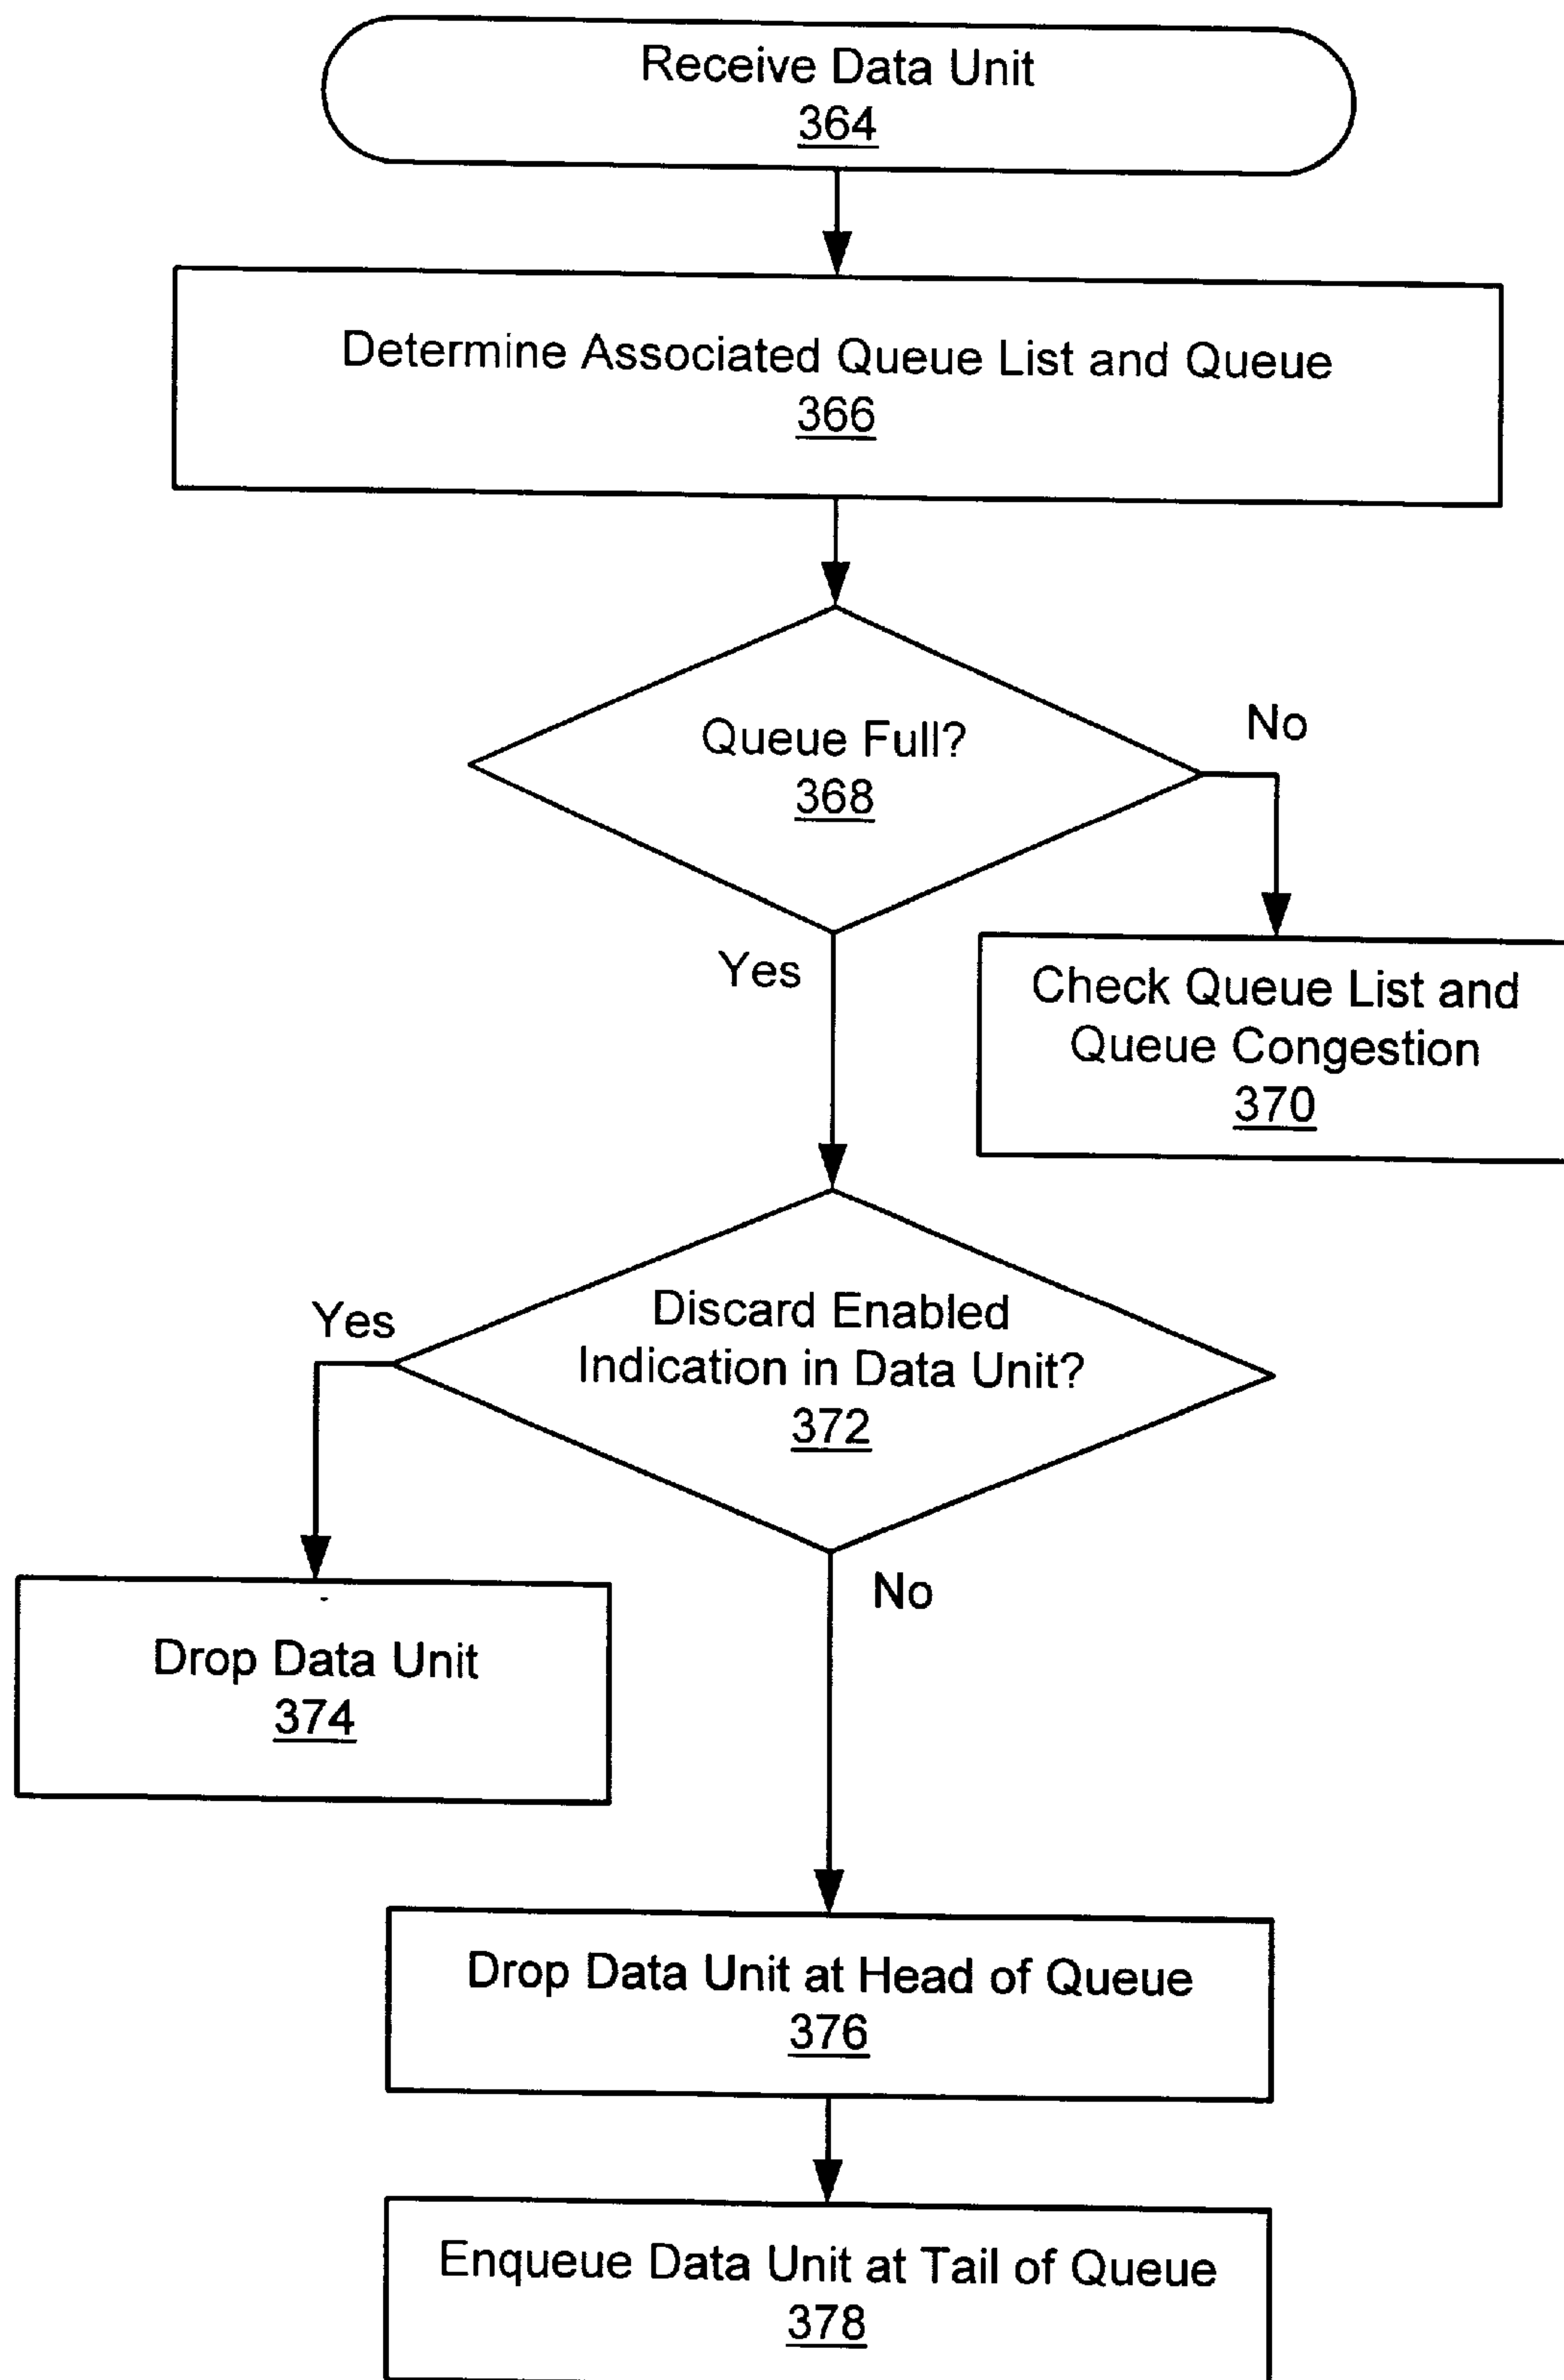 Receive Data Unit
364
Determine Associated Queue List and Queue
366
Queue Full?
368
No
Yes
Check Queue List and
Queue Congestion
370
Discard Enabled
Indication in Data Unit?
372
Yes
No
Drop Data Unit
374
Drop Data Unit at Head of Queue
376
Enqueue Data Unit at Tail of Queue
378